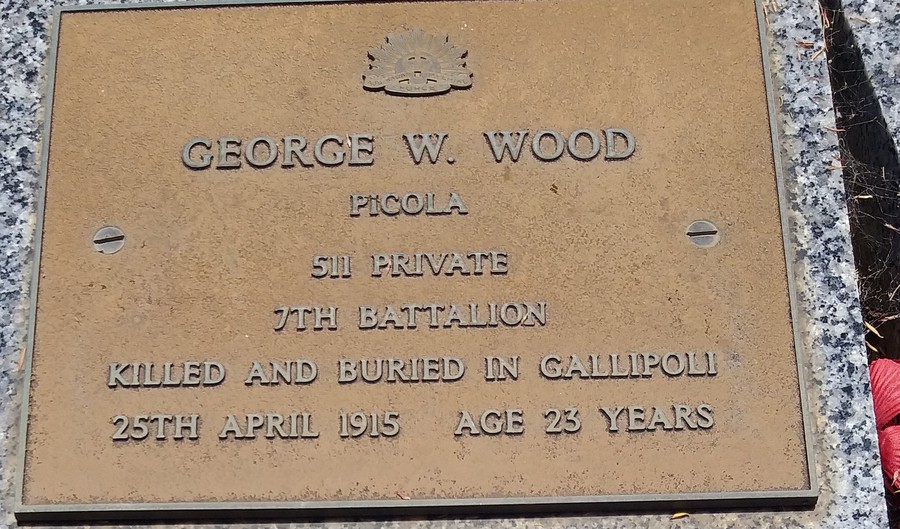 GEORGE W. WOOD
PiCOLA
511 PRIVATE
7TH BATTALION
KILLED AND BURIED IN GALLIPOLI
25TH APRIL 1915 AGE 23 YEARS